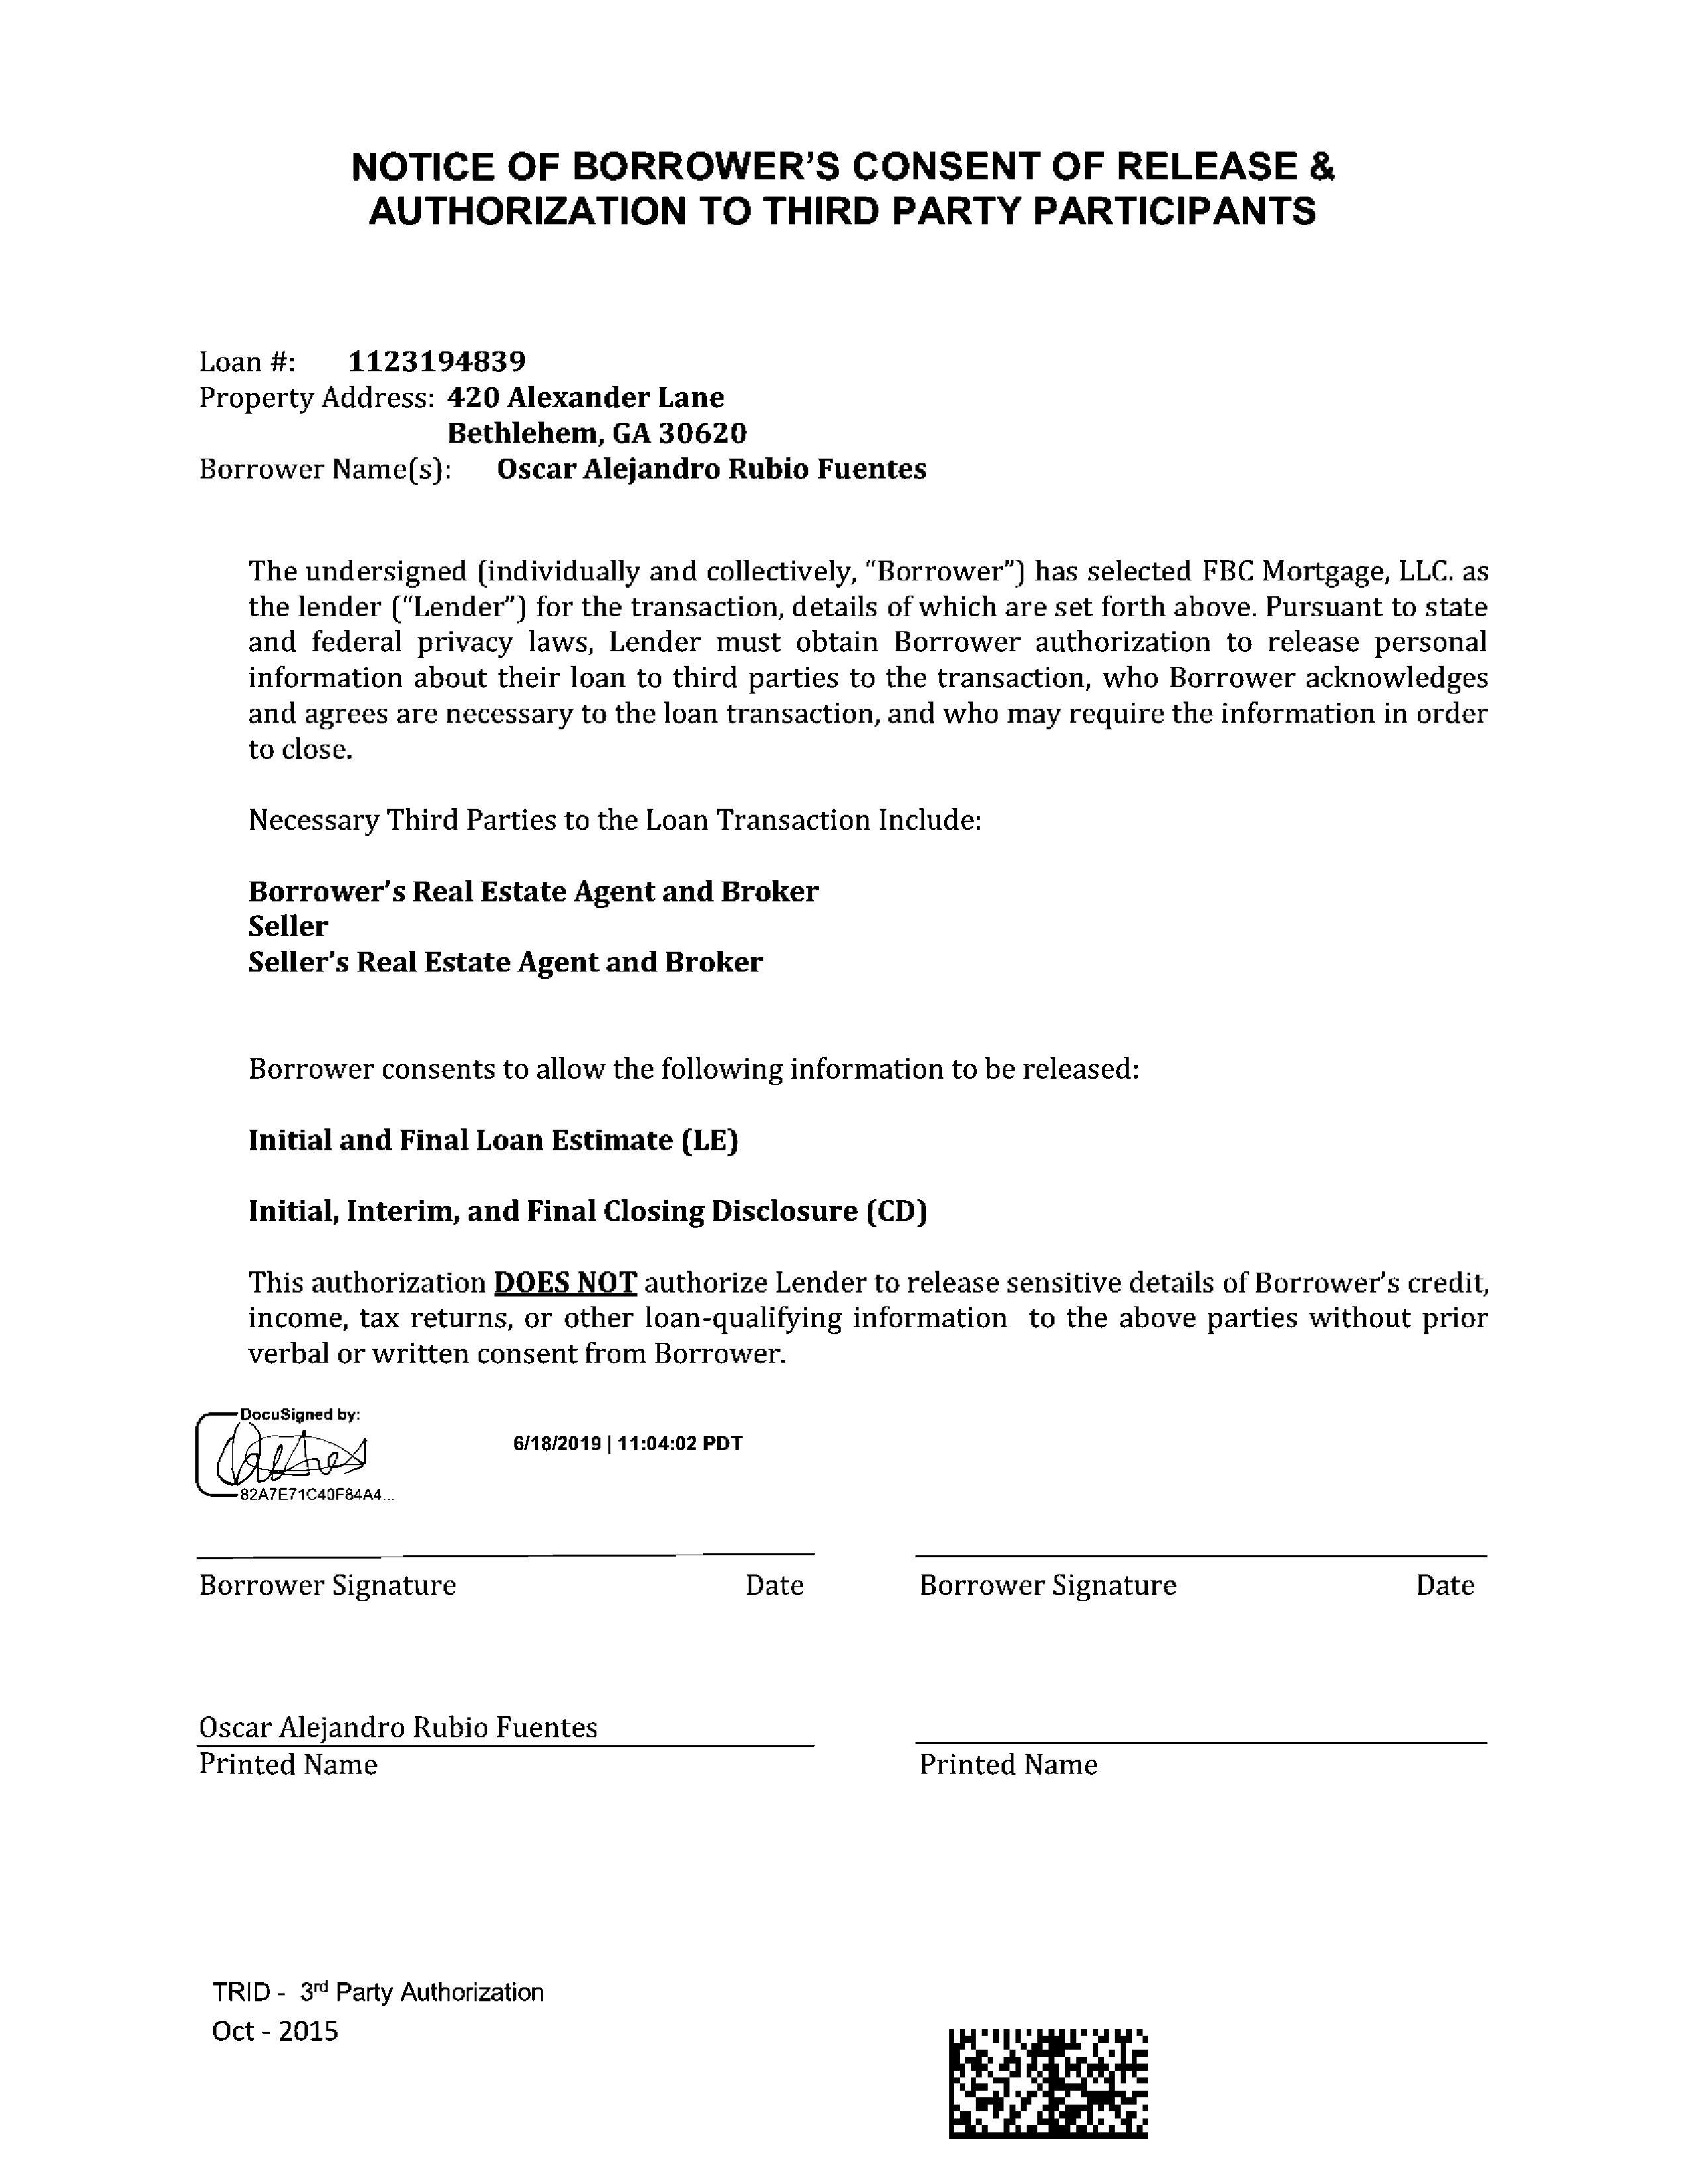 NOTICE OF BORROWER'S CONSENT OF RELEASE &
AUTHORIZATION TO THIRD PARTY PARTICIPANTS
Loan #: 1123194839
Property Address: 420 Alexander Lane
Bethlehem, GA 30620
Borrower Name(s): Oscar Alejandro Rubio Fuentes
The undersigned (individually and collectively, “Borrower”) has selected FBC Mortgage, LLC. as
the lender (“Lender”) for the transaction, details of which are set forth above. Pursuant to state
and federal privacy laws, Lender must obtain Borrower authorization to release personal
information about their loan to third parties to the transaction, who Borrower acknowledges
and agrees are necessary to the loan transaction, and who may require the information in order
to close.
Necessary Third Parties to the Loan Transaction Include:
Borrower's Real Estate Agent and Broker
Seller
Seller's Real Estate Agent and Broker
Borrower consents to allow the following information to be released:
Initial and Final Loan Estimate (LE)
Initial, Interim, and Final Closing Disclosure (CD)
This authorization DOES NOT authorize Lender to release sensitive details of Borrower's credit,
income, tax returns, or other loan-qualifying information to the above parties without prior
verbal or written consent from Borrower.
DocuSigned by:
6/18/2019 | 11:04:02 PDT
82A7E71C40F84A4...
Borrower Signature Date Borrower Signature Date
Oscar Alejandro Rubio Fuentes
Printed Name Printed Name
TRID - 3rd Party Authorization
Oct - 2015